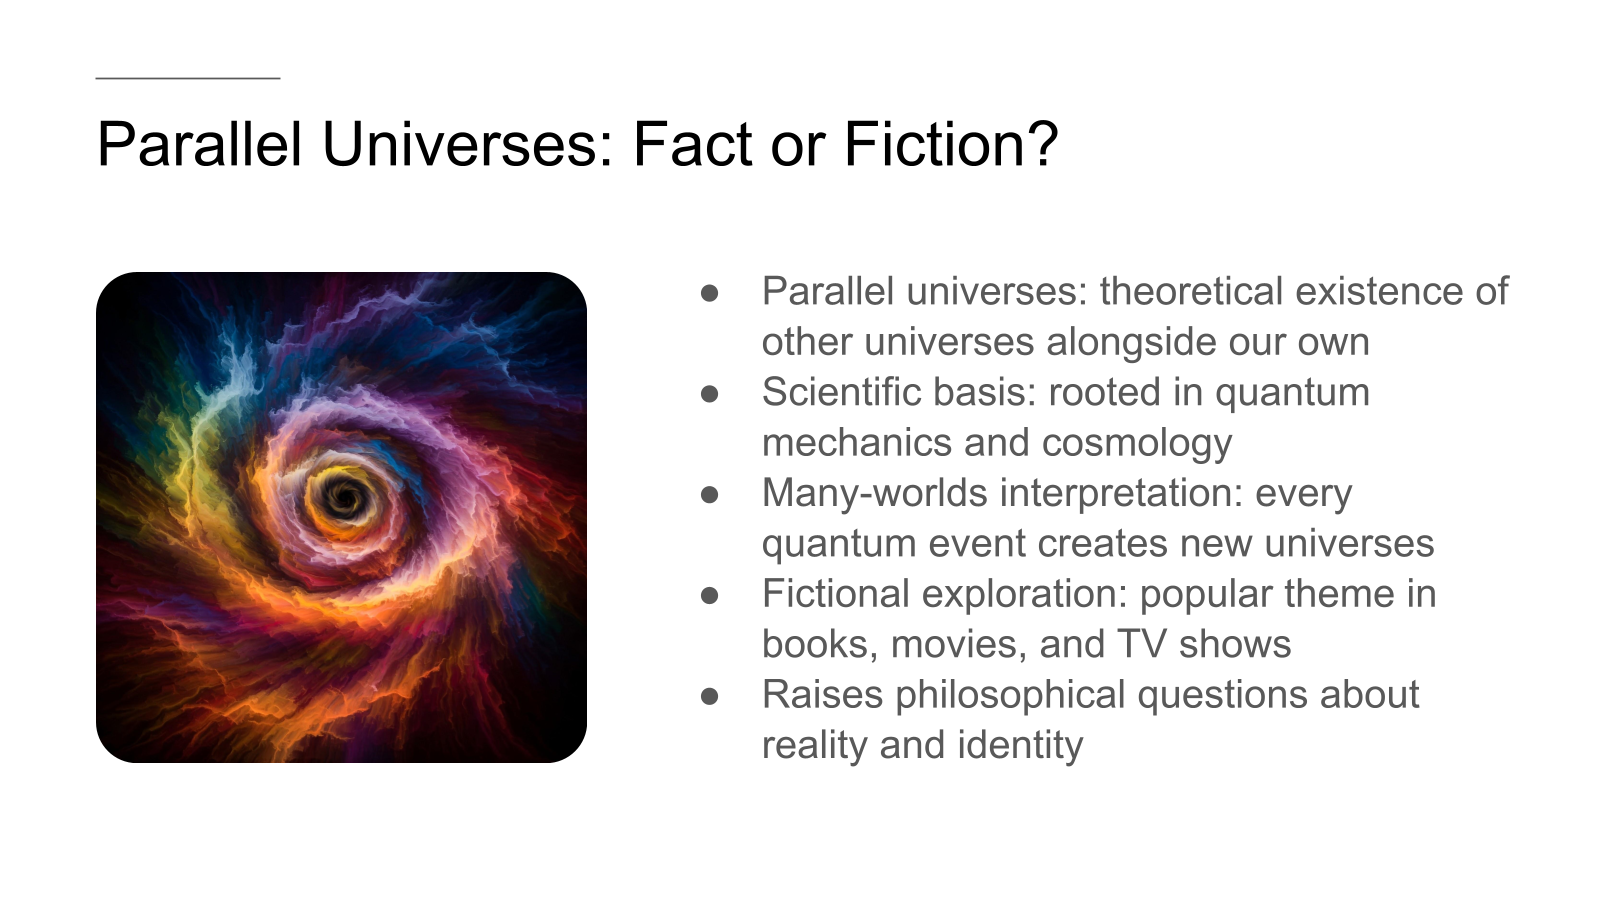 Parallel Universes: Fact or Fiction?
● Parallel universes: theoretical existence of
other universes alongside our own
● Scientific basis: rooted in quantum
mechanics and cosmology
● Many-worlds interpretation: every
quantum event creates new universes
● Fictional exploration: popular theme in
books, movies, and TV shows
● Raises philosophical questions about
reality and identity